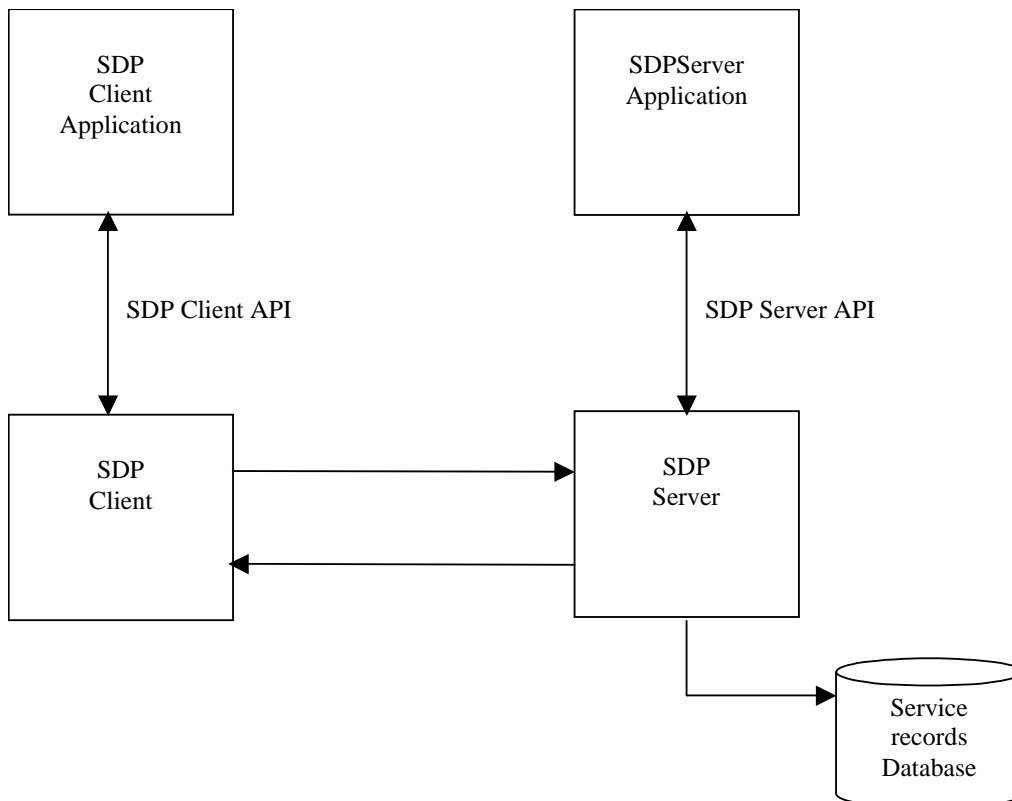 SDP
Client
Application
SDPServer
Application
SDP Client API
SDP Server API
SDP
Client
SDP
Server
Service
records
Database